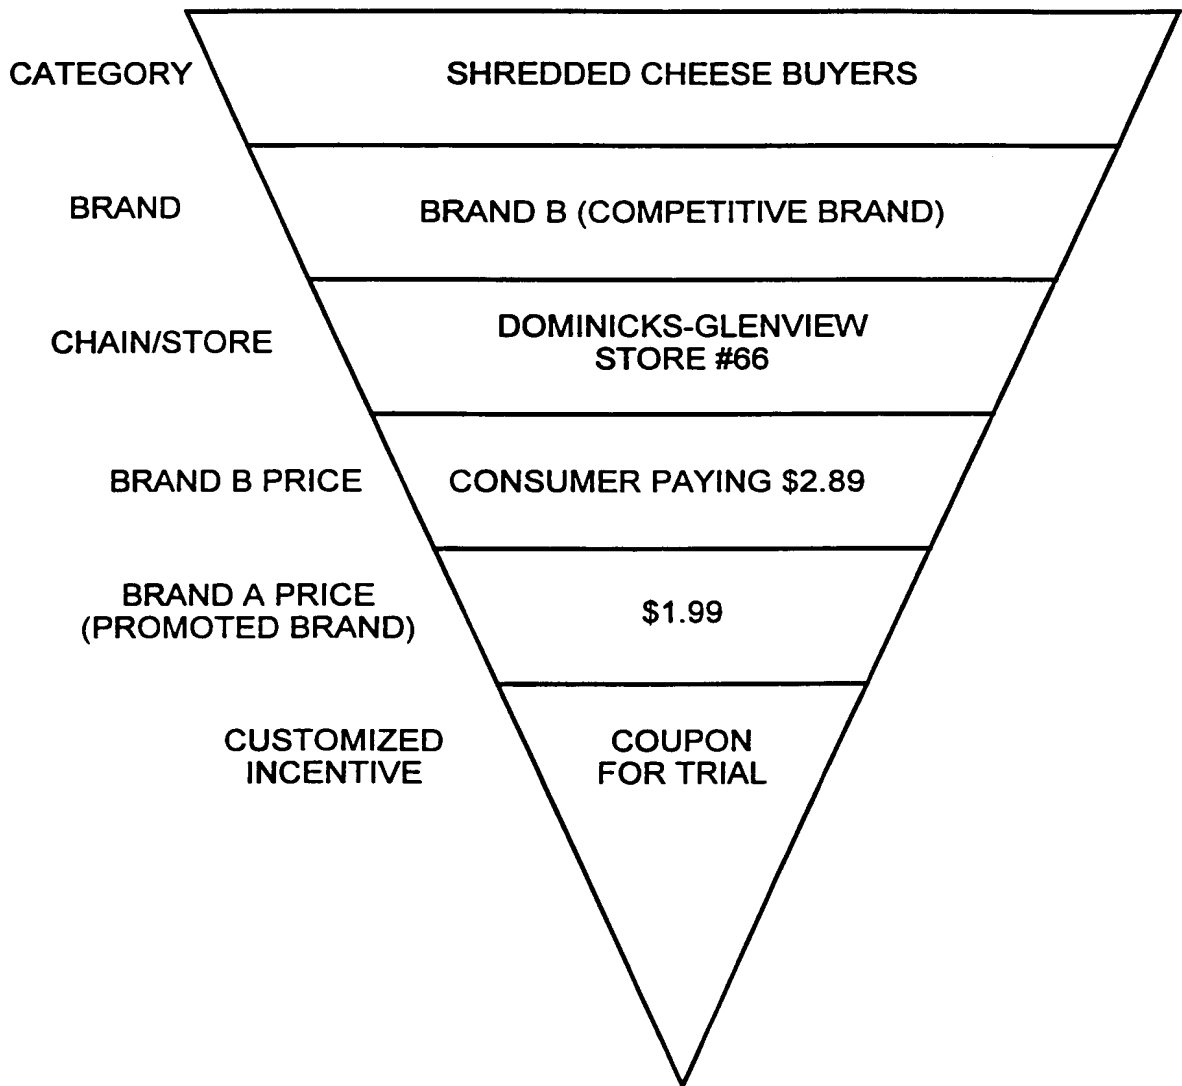 CATEGORY
SHREDDED CHEESE BUYERS
BRAND
BRAND B (COMPETITIVE BRAND)
CHAIN/STORE
DOMINICKS-GLENVIEW
STORE #66
BRAND B PRICE
CONSUMER PAYING $2.89
BRAND A PRICE
(PROMOTED BRAND)
$1.99
CUSTOMIZED
INCENTIVE
COUPON
FOR TRIAL